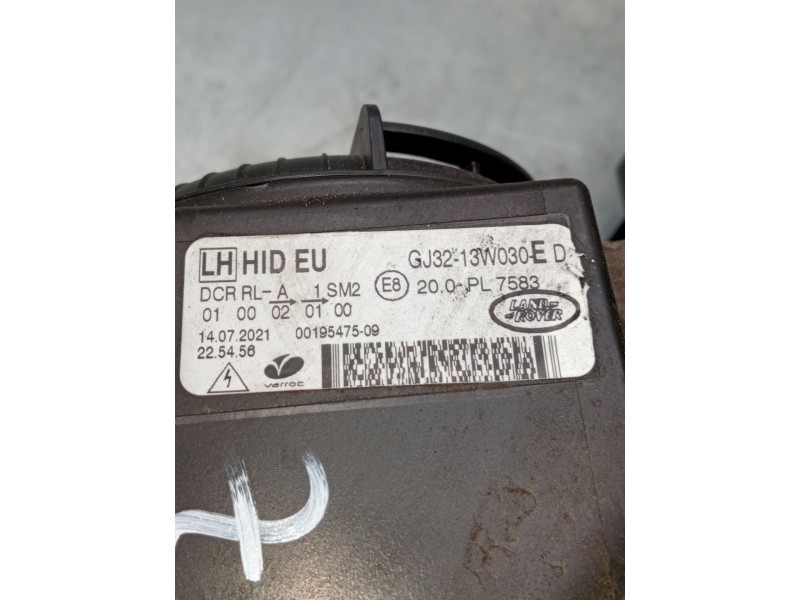 LH HID EU GJ32-13W030-E D
DCR RL- A 1 SM2 E8 20.0 PL 7583
01 00 02 01 00
LAND-ROVER
14.07.2021 00195475-09
22.54.56
varroc